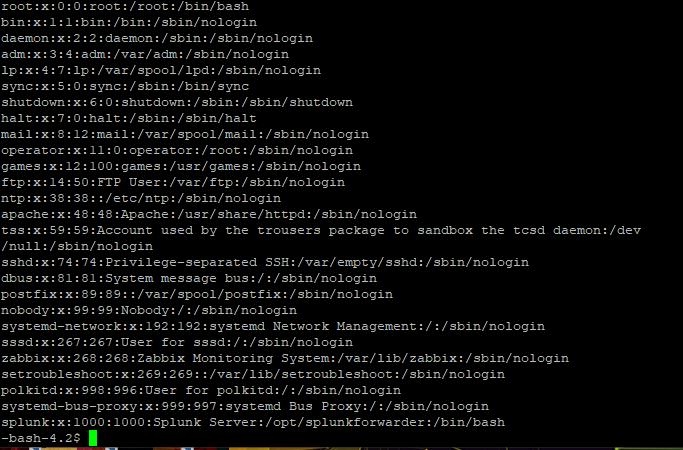 root:x:0:0:root:/root:/bin/bash
bin:x:1:1:bin:/bin:/sbin/nologin
daemon:x:2:2:daemon:/sbin:/sbin/nologin
adm:x:3:4:adm:/var/adm:/sbin/nologin
lp:x:4:7:lp:/var/spool/lpd:/sbin/nologin
sync:x:5:0:sync:/sbin:/bin/sync
shutdown:x:6:0:shutdown:/sbin:/sbin/shutdown
halt:x:7:0:halt:/sbin:/sbin/halt
mail:x:8:12:mail:/var/spool/mail:/sbin/nologin
operator:x:11:0:operator:/root:/sbin/nologin
games:x:12:100:games:/usr/games:/sbin/nologin
ftp:x:14:50:FTP User:/var/ftp:/sbin/nologin
ntp:x:38:38::/etc/ntp:/sbin/nologin
apache:x:48:48:Apache:/usr/share/httpd:/sbin/nologin
tss:x:59:59:Account used by the trousers package to sandbox the tcsd daemon:/dev
/null:/sbin/nologin
sshd:x:74:74:Privilege-separated SSH:/var/empty/sshd:/sbin/nologin
dbus:x:81:81:System message bus:/:/sbin/nologin
postfix:x:89:89::/var/spool/postfix:/sbin/nologin
nobody:x:99:99:Nobody:/:/sbin/nologin
systemd-network:x:192:192:systemd Network Management:/:/sbin/nologin
sssd:x:267:267:User for sssd:/:/sbin/nologin
zabbix:x:268:268:Zabbix Monitoring System:/var/lib/zabbix:/sbin/nologin
setroubleshoot:x:269:269::/var/lib/setroubleshoot:/sbin/nologin
polkitd:x:998:996:User for polkitd:/:/sbin/nologin
systemd-bus-proxy:x:999:997:systemd Bus Proxy:/:/sbin/nologin
splunk:x:1000:1000:Splunk Server:/opt/splunkforwarder:/bin/bash
-bash-4.2$